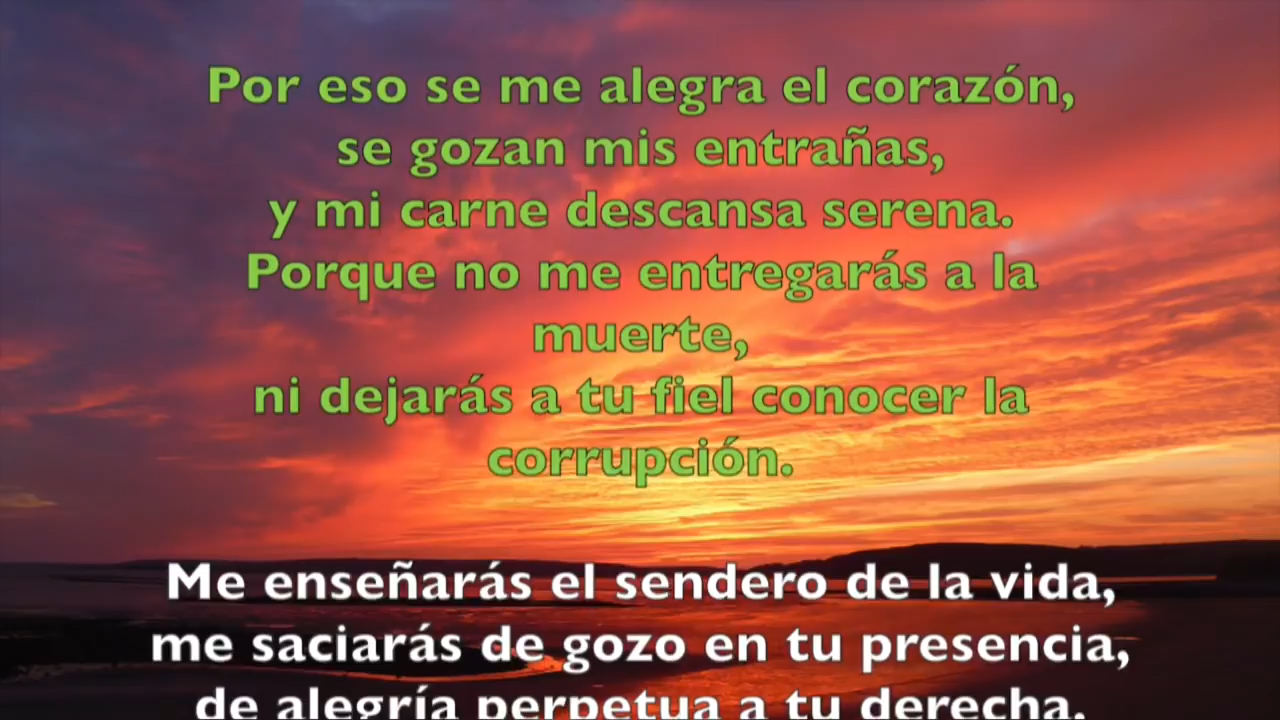 Por eso se me alegra el corazón,
se gozan mis entrañas,
y mi carne descansa serena.
Porque no me entregarás a la
muerte,
ni dejarás a tu fiel conocer la
corrupción.
Me enseñarás el sendero de la vida,
me saciarás de gozo en tu presencia,
de alegría perpetua a tu derecha.